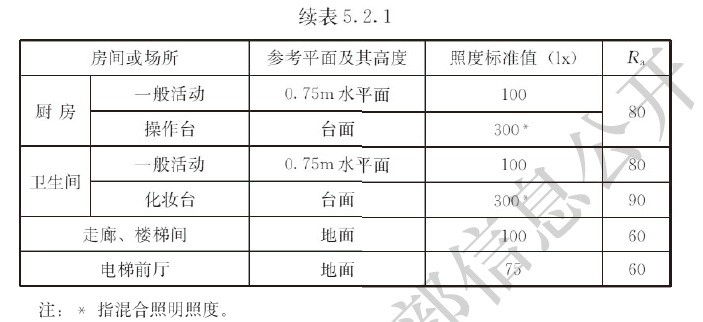 续表 5.2.1
房间或场所 参考平面及其高度 照度标准值（lx） Ra
厨 房 一般活动 0.75m 水平面 100 80
操作台 台面 300*
卫生间 一般活动 0.75m 水平面 100 80
化妆台 台面 300* 90
走廊、楼梯间 地面 100 60
电梯前厅 地面 75 60
注：* 指混合照明照度。
部信息公开